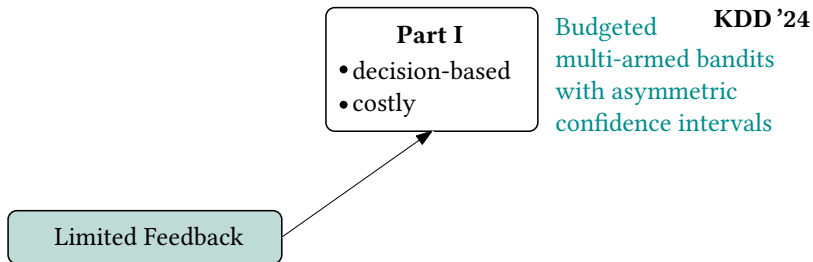 Part I
• decision-based
• costly
Budgeted
multi-armed bandits
with asymmetric
confidence intervals
KDD ’24
Limited Feedback